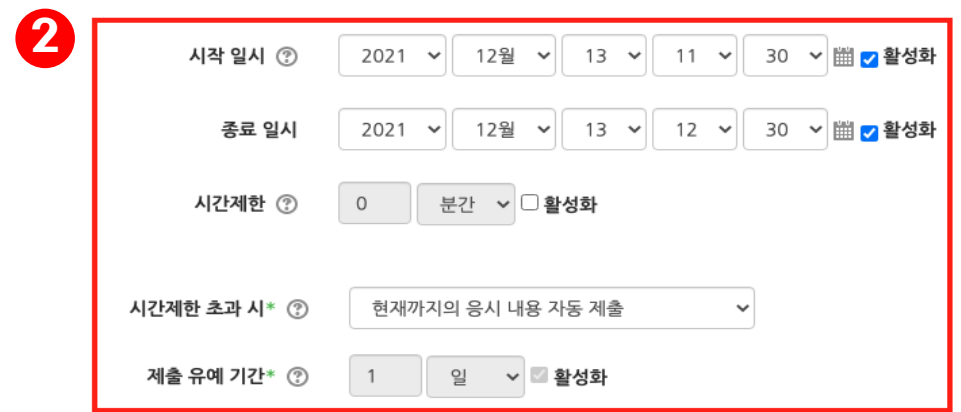 2
시작 일시 ? 2021 12월 13 11 30 활성화
종료 일시 2021 12월 13 12 30 활성화
시간제한 ? 0 분간 활성화
시간제한 초과 시* ? 현재까지의 응시 내용 자동 제출
제출 유예 기간* ? 1 일 활성화